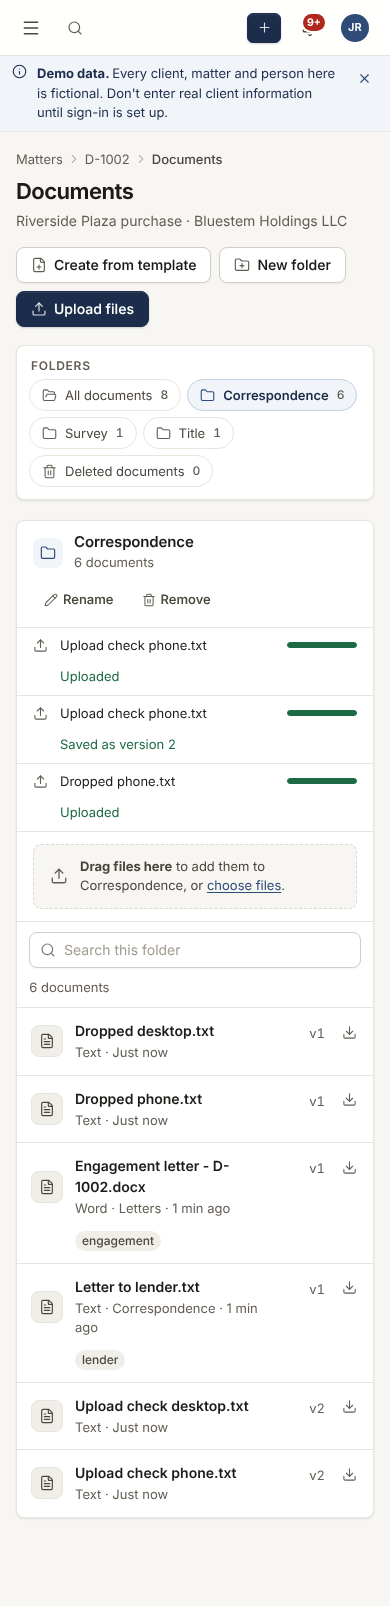 9+
JR
Demo data. Every client, matter and person here
is fictional. Don't enter real client information
until sign-in is set up.
Matters > D-1002 > Documents
Documents
Riverside Plaza purchase · Bluestem Holdings LLC
Create from template
New folder
Upload files
FOLDERS
All documents 8
Correspondence 6
Survey 1
Title 1
Deleted documents 0
Correspondence
6 documents
Rename
Remove
Upload check phone.txt
Uploaded
Upload check phone.txt
Saved as version 2
Dropped phone.txt
Uploaded
Drag files here to add them to
Correspondence, or choose files.
Search this folder
6 documents
Dropped desktop.txt v1
Text · Just now
Dropped phone.txt v1
Text · Just now
Engagement letter - D- v1
1002.docx
Word · Letters · 1 min ago
engagement
Letter to lender.txt v1
Text · Correspondence · 1 min
ago
lender
Upload check desktop.txt v2
Text · Just now
Upload check phone.txt v2
Text · Just now